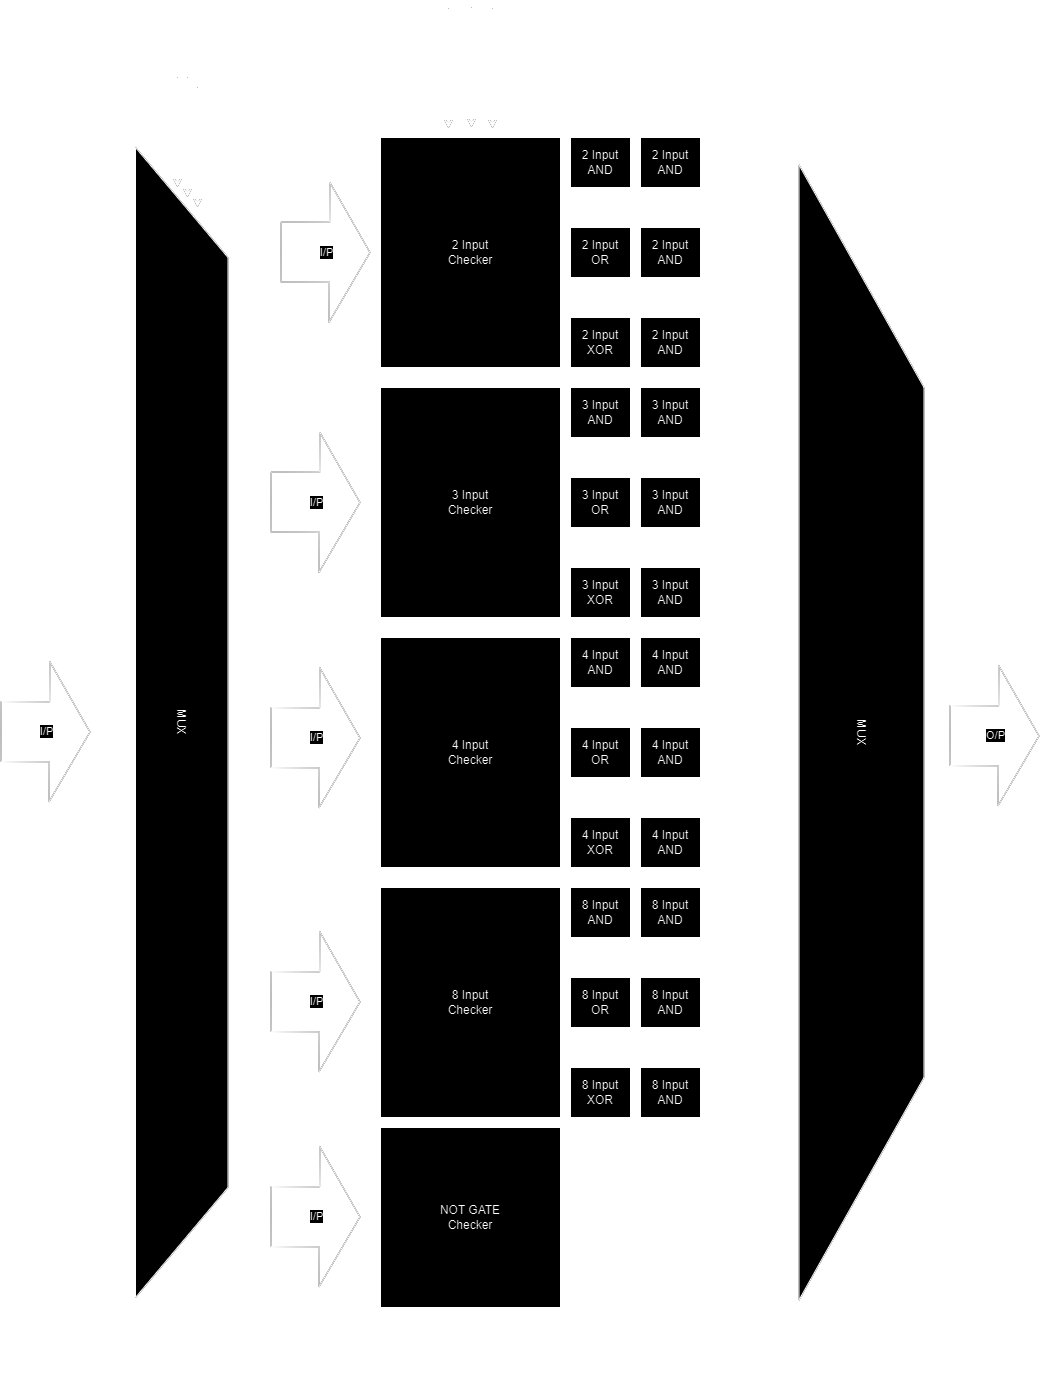 2 Input
AND
2 Input
AND
I/P
2 Input
Checker
2 Input
OR
2 Input
AND
2 Input
XOR
2 Input
AND
3 Input
AND
3 Input
AND
I/P
3 Input
Checker
3 Input
OR
3 Input
AND
3 Input
XOR
3 Input
AND
4 Input
AND
4 Input
AND
I/P
MUX
I/P
4 Input
Checker
4 Input
OR
4 Input
AND
MUX
O/P
4 Input
XOR
4 Input
AND
8 Input
AND
8 Input
AND
I/P
8 Input
Checker
8 Input
OR
8 Input
AND
8 Input
XOR
8 Input
AND
I/P
NOT GATE
Checker